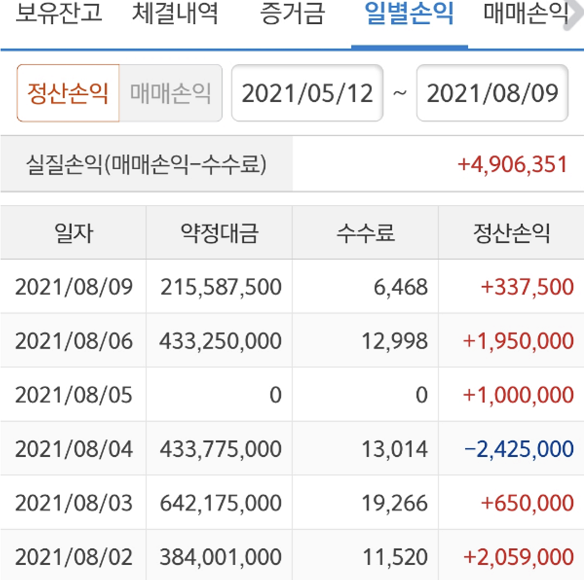 보유잔고 체결내역 증거금 일별손익 매매손익
정산손익 매매손익 2021/05/12 ~ 2021/08/09
실질손익(매매손익-수수료) +4,906,351
일자 약정대금 수수료 정산손익
2021/08/09 215,587,500 6,468 +337,500
2021/08/06 433,250,000 12,998 +1,950,000
2021/08/05 0 0 +1,000,000
2021/08/04 433,775,000 13,014 -2,425,000
2021/08/03 642,175,000 19,266 +650,000
2021/08/02 384,001,000 11,520 +2,059,000